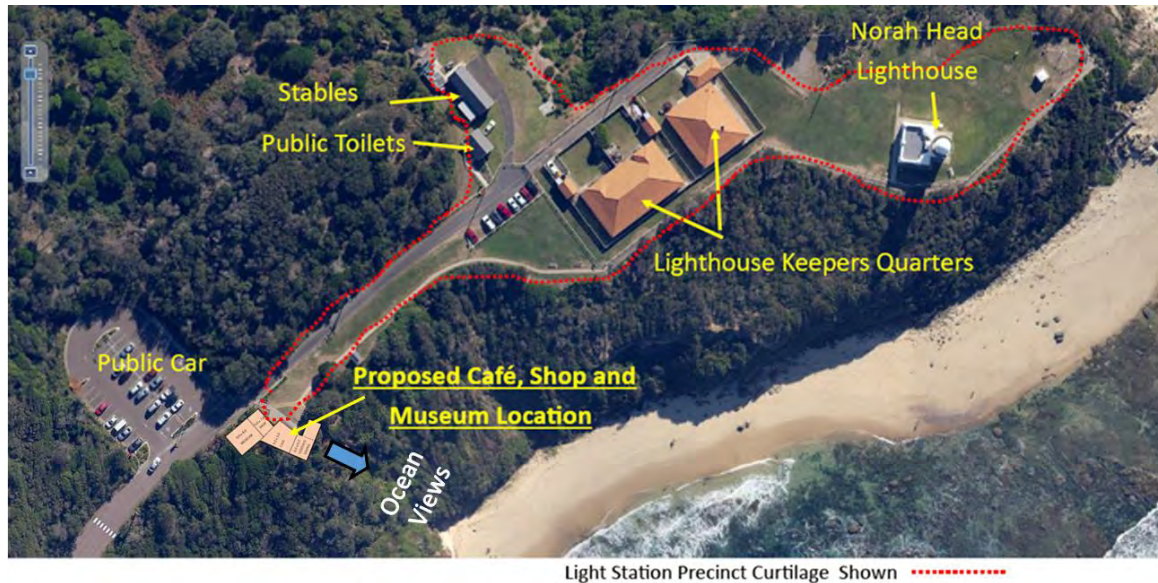 Norah Head
Lighthouse
Stables
Public Toilets
Lighthouse Keepers Quarters
Public Car
Proposed Café, Shop and
Museum Location
Ocean
Views
Light Station Precinct Curtilage Shown